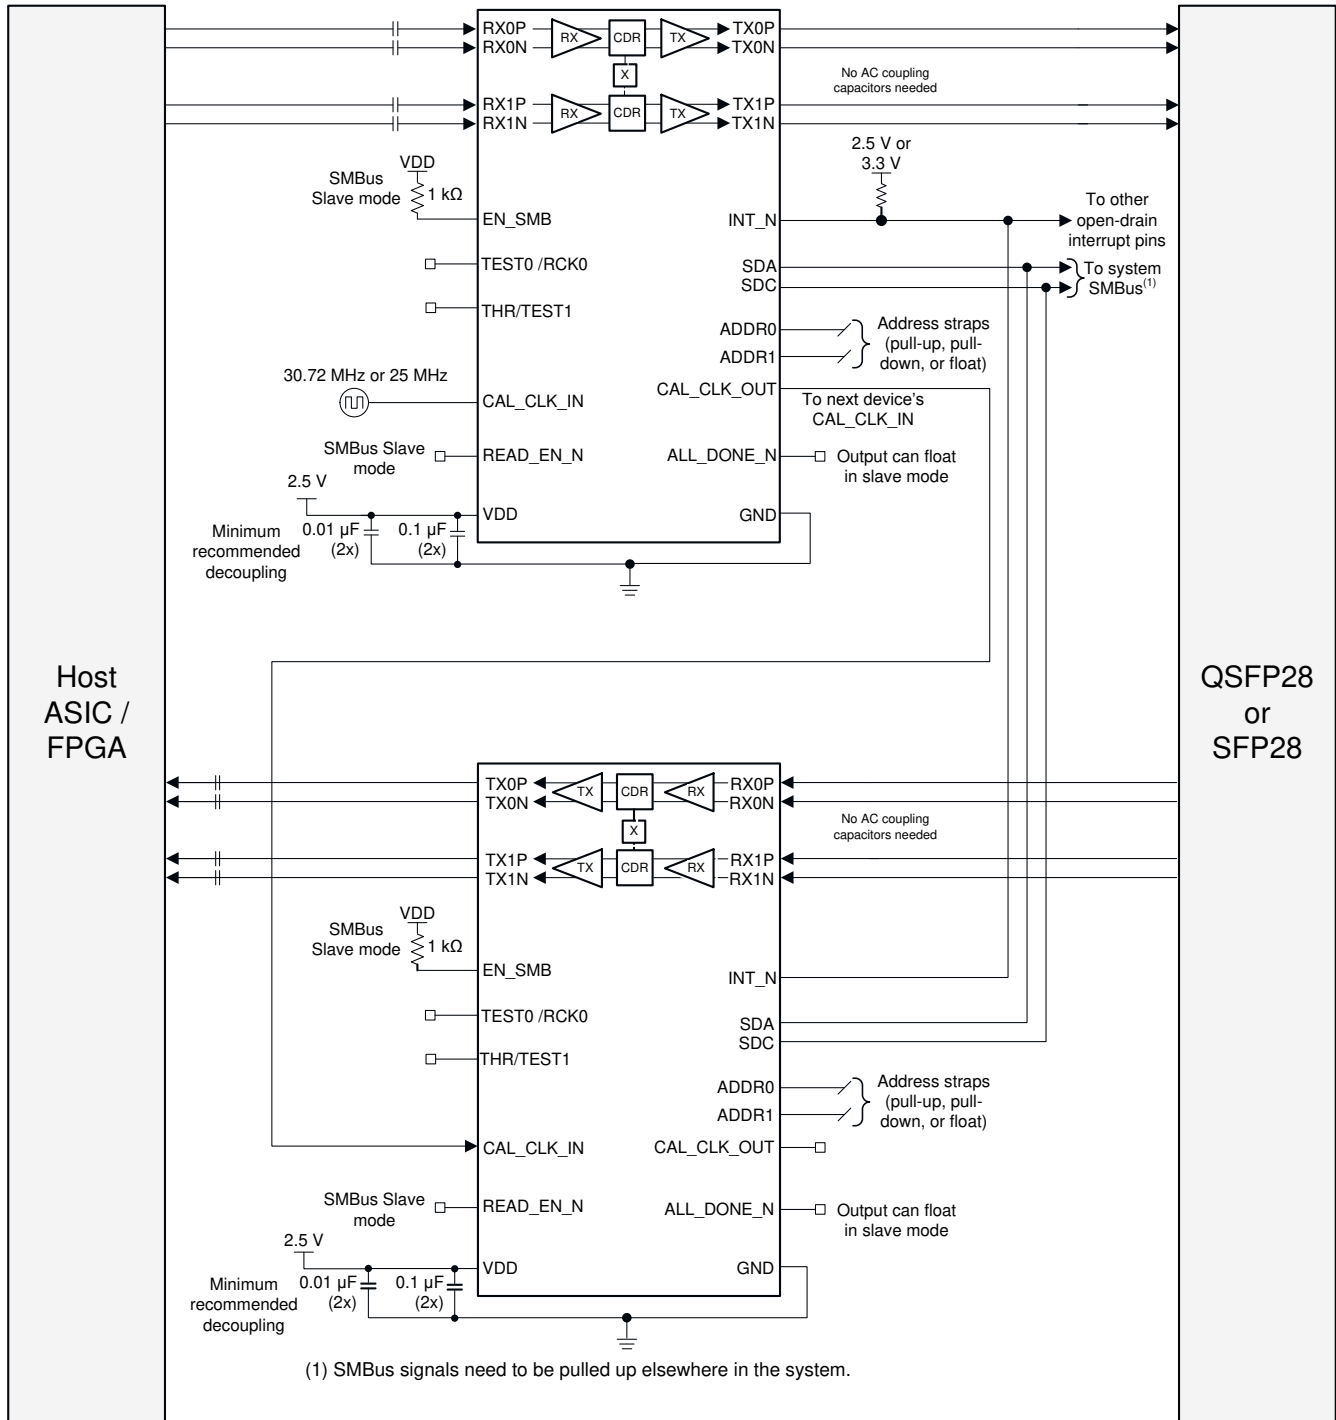 RX0P
RX0N
RX
CDR
TX
TX0P
TX0N
X
No AC coupling
capacitors needed
RX1P
RX1N
RX
CDR
TX
TX1P
TX1N
2.5 V or
3.3 V
VDD
SMBus
Slave mode
1 kΩ
EN_SMB
INT_N
To other
open-drain
interrupt pins
TEST0 /RCK0
SDA
SDC
To system
SMBus(1)
THR/TEST1
ADDR0
ADDR1
Address straps
(pull-up, pull-
down, or float)
30.72 MHz or 25 MHz
CAL_CLK_IN
CAL_CLK_OUT
To next device's
CAL_CLK_IN
SMBus Slave
mode
READ_EN_N
ALL_DONE_N
Output can float
in slave mode
2.5 V
VDD
GND
Minimum
recommended
decoupling
0.01 µF
(2x)
0.1 µF
(2x)
Host
ASIC /
FPGA
QSFP28
or
SFP28
TX0P
TX0N
TX
CDR
RX
RX0P
RX0N
X
No AC coupling
capacitors needed
TX1P
TX1N
TX
CDR
RX
RX1P
RX1N
VDD
SMBus
Slave mode
1 kΩ
EN_SMB
INT_N
TEST0 /RCK0
SDA
SDC
THR/TEST1
ADDR0
ADDR1
Address straps
(pull-up, pull-
down, or float)
CAL_CLK_IN
CAL_CLK_OUT
SMBus Slave
mode
READ_EN_N
ALL_DONE_N
Output can float
in slave mode
2.5 V
VDD
GND
Minimum
recommended
decoupling
0.01 µF
(2x)
0.1 µF
(2x)
(1) SMBus signals need to be pulled up elsewhere in the system.